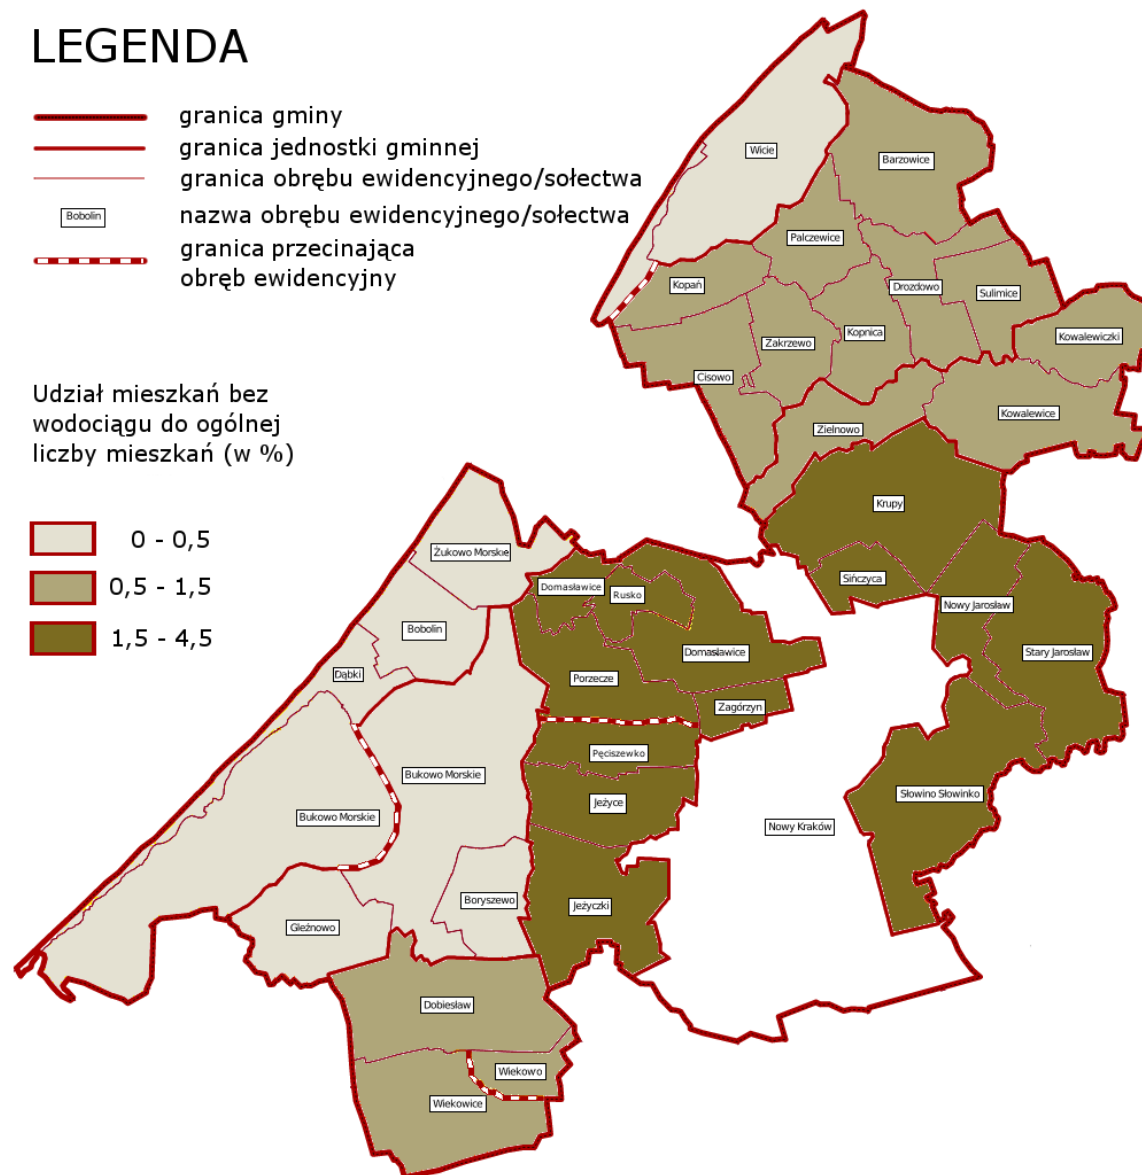 LEGENDA
granica gminy
granica jednostki gminnej
granica obrębu ewidencyjnego/sołectwa
Bobolin
nazwa obrębu ewidencyjnego/sołectwa
granica przecinająca
obręb ewidencyjny
Udział mieszkań bez
wodociągu do ogólnej
liczby mieszkań (w %)
0 - 0,5
0,5 - 1,5
1,5 - 4,5
Wicie
Barzowice
Palczewice
Kopań
Drozdowo
Sulimice
Kopnica
Zakrzewo
Kowalewiczki
Cisowo
Kowalewice
Zielnowo
Krupy
Żukowo Morskie
Sińczyca
Domasławice
Rusko
Nowy Jarosław
Bobolin
Stary Jarosław
Domasławice
Dąbki
Porzecze
Zagórzyn
Pęciszewko
Bukowo Morskie
Słowino Słowinko
Jeżyce
Bukowo Morskie
Nowy Kraków
Boryszewo
Jeżyczki
Gleźnowo
Dobiesław
Wiekowo
Wiekowice